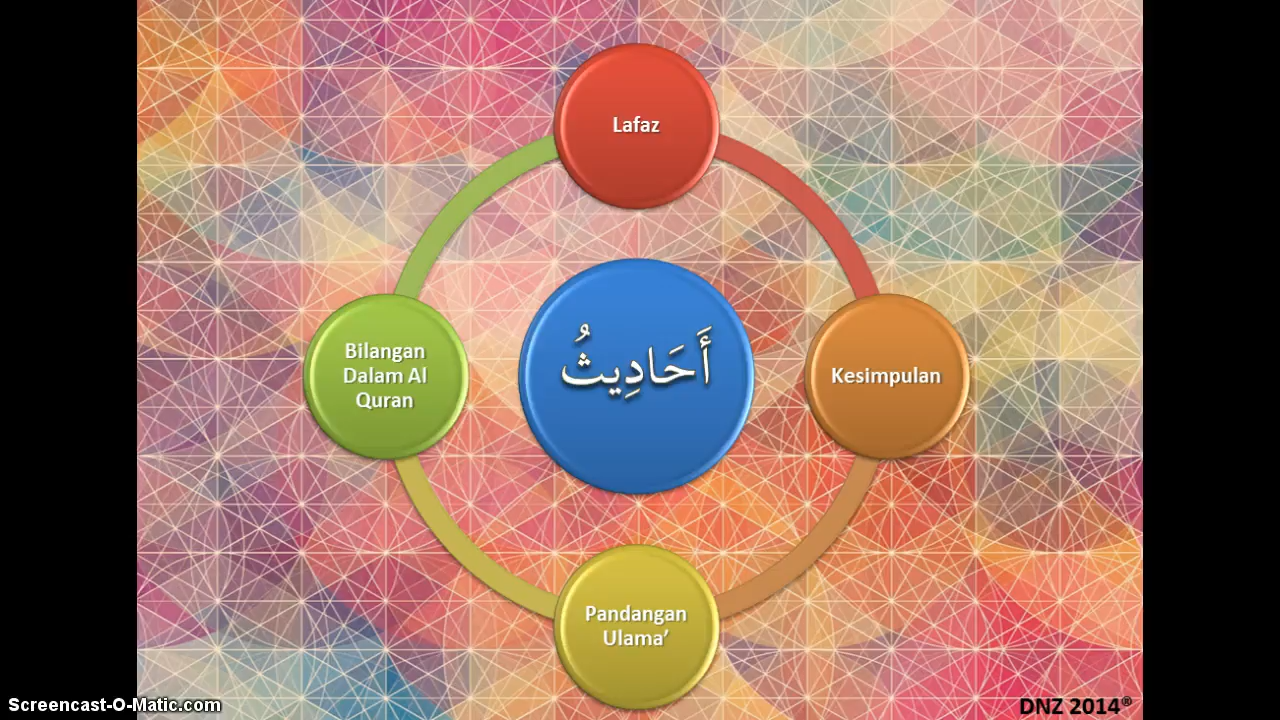 Lafaz
Bilangan
Dalam Al
Quran
أَحَادِيثُ
Kesimpulan
Pandangan
Ulama’
Screencast-O-Matic.com
DNZ 2014®